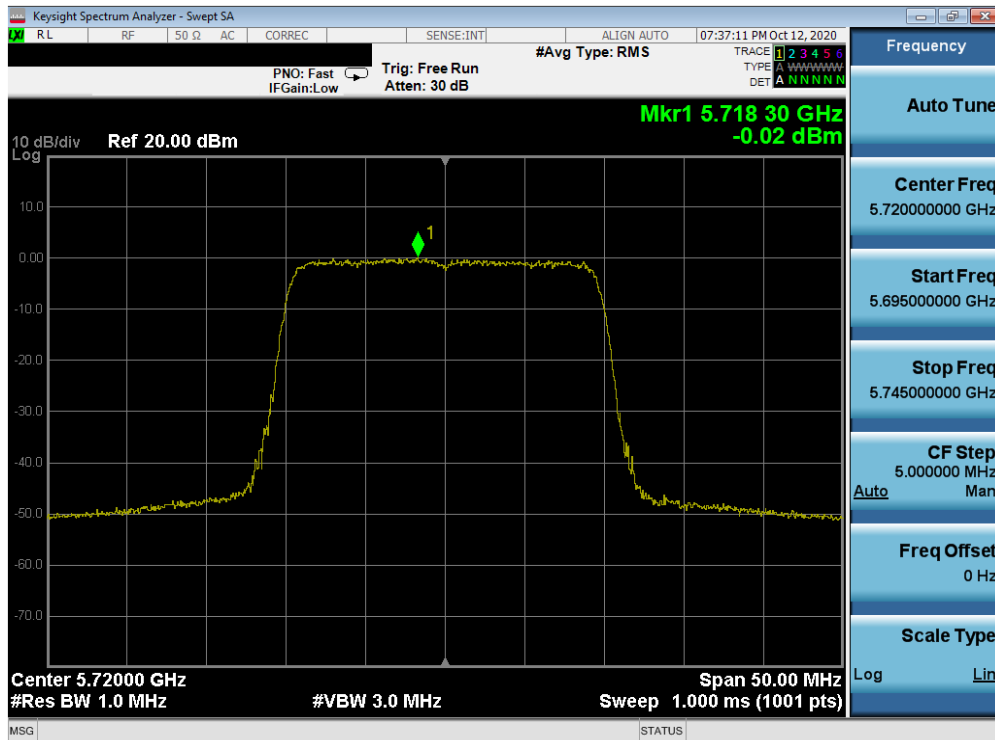 Keysight Spectrum Analyzer - Swept SA
LXI RL RF 50 Ω AC CORREC SENSE:INT ALIGN AUTO 07:37:11 PM Oct 12, 2020
#Avg Type: RMS
TRACE 1 2 3 4 5 6
PNO: Fast Trig: Free Run TYPE A WWWWW
IFGain:Low Atten: 30 dB DET A N N N N N
Mkr1 5.718 30 GHz
-0.02 dBm
10 dB/div Ref 20.00 dBm
Log
10.0
0.00
-10.0
-20.0
-30.0
-40.0
-50.0
-60.0
-70.0
1
Center 5.72000 GHz Span 50.00 MHz
#Res BW 1.0 MHz #VBW 3.0 MHz Sweep 1.000 ms (1001 pts)
MSG STATUS
Frequency
Auto Tune
Center Freq
5.720000000 GHz
Start Freq
5.695000000 GHz
Stop Freq
5.745000000 GHz
CF Step
5.000000 MHz
Auto Man
Freq Offset
0 Hz
Scale Type
Log Lin